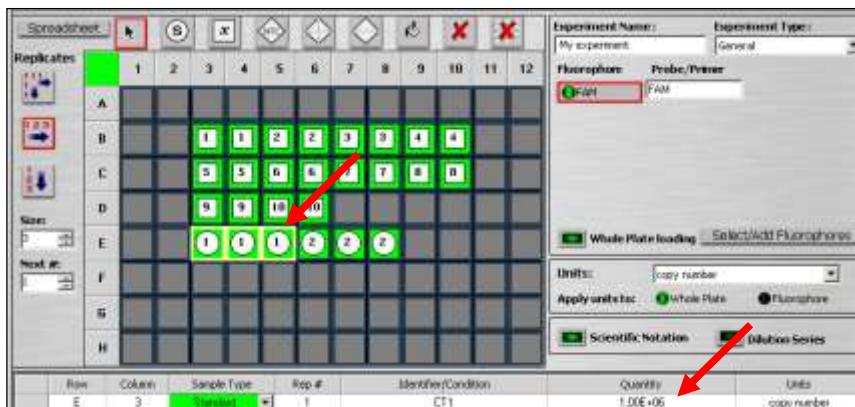 Spreadsheet
S
x
Replicates
1 2 3 4 5 6 7 8 9 10 11 12
A
B 1 1 2 2 3 3 4 4
C 5 5 6 6 7 7 8 8
D 9 9 10 10
E 1 1 1 2 2 2
F
G
H
Size:
Next #:
Experiment Name: Experiment Type:
My experiment General
Fluorophore Probe/Primer
FAM FAM
Whole Plate loading Select/Add Fluorophores
Units: copy number
Apply units to: Whole Plate Fluorophore
Scientific Notation Dilution Series
Row Column Sample Type Rep # Identifier/Condition Quantity Units
E 3 Standard 1 CT1 1.00E+06 copy number